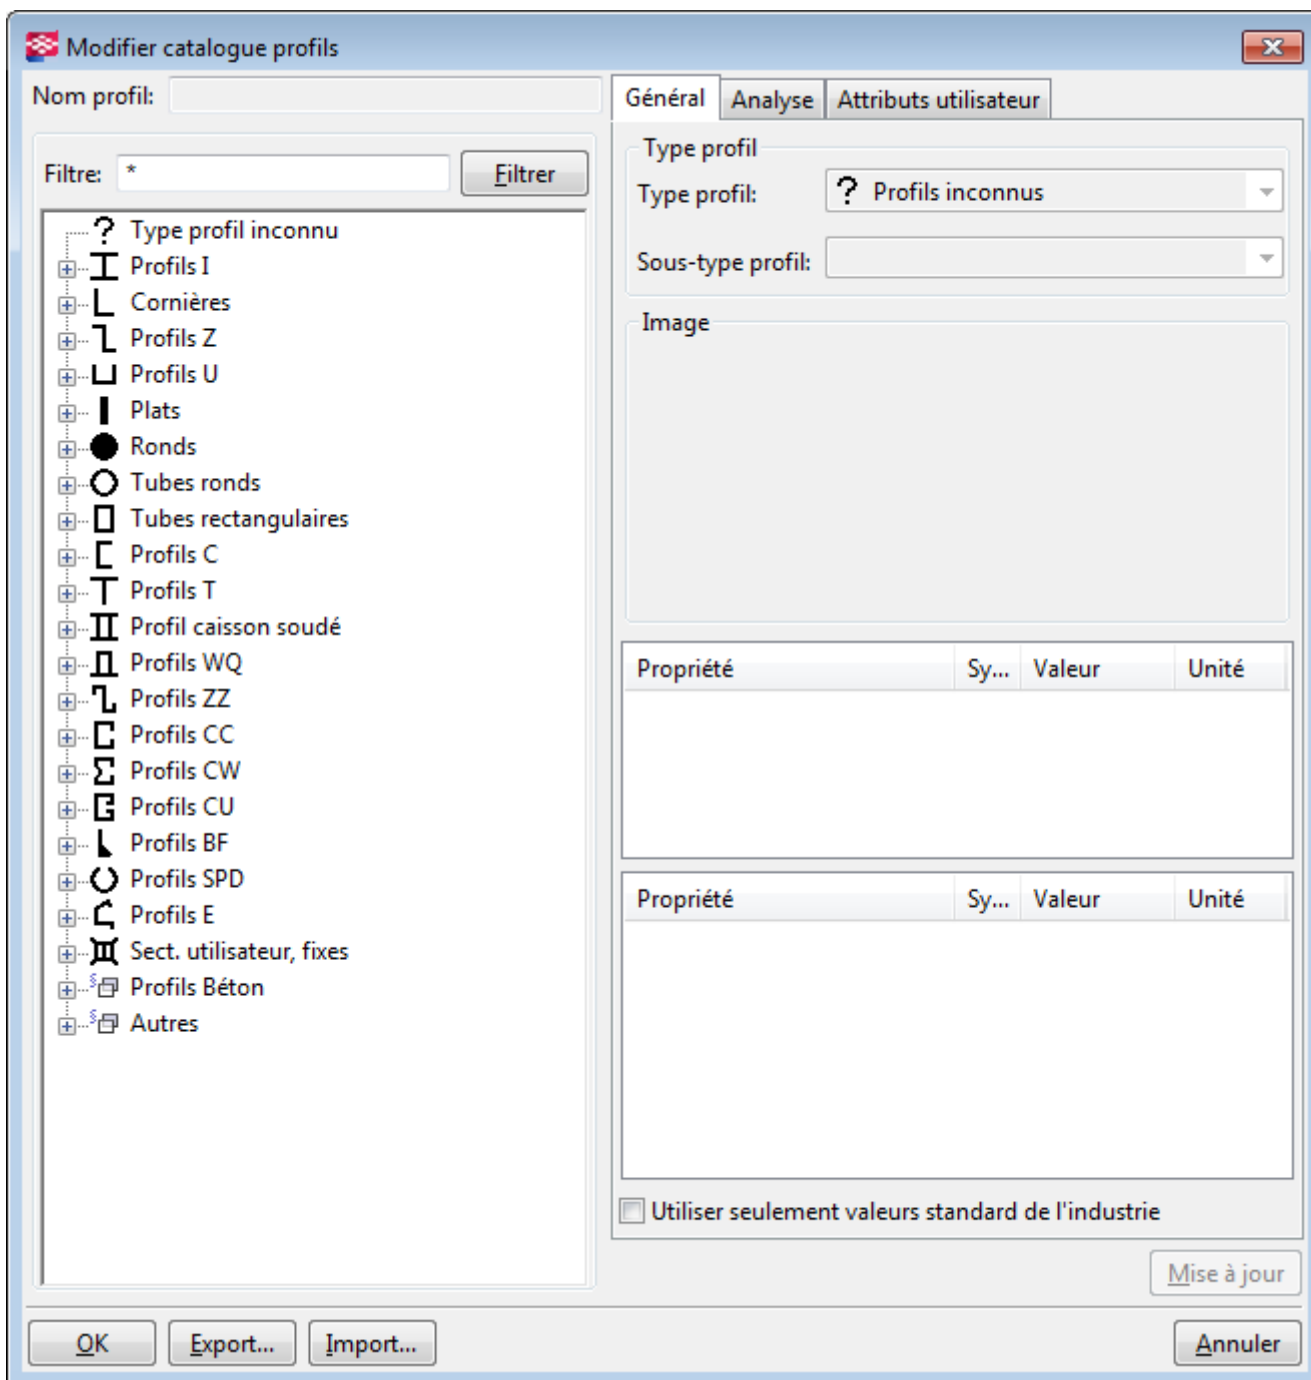 Modifier catalogue profils
Nom profil:
Filtre: * Filtrer
Type profil inconnu
Profils I
Cornières
Profils Z
Profils U
Plats
Ronds
Tubes ronds
Tubes rectangulaires
Profils C
Profils T
Profil caisson soudé
Profils WQ
Profils ZZ
Profils CC
Profils CW
Profils CU
Profils BF
Profils SPD
Profils E
Sect. utilisateur, fixes
Profils Béton
Autres
Général Analyse Attributs utilisateur
Type profil
Type profil: ? Profils inconnus
Sous-type profil:
Image
Propriété Sy... Valeur Unité
Propriété Sy... Valeur Unité
Utiliser seulement valeurs standard de l'industrie
Mise à jour
OK Export... Import... Annuler